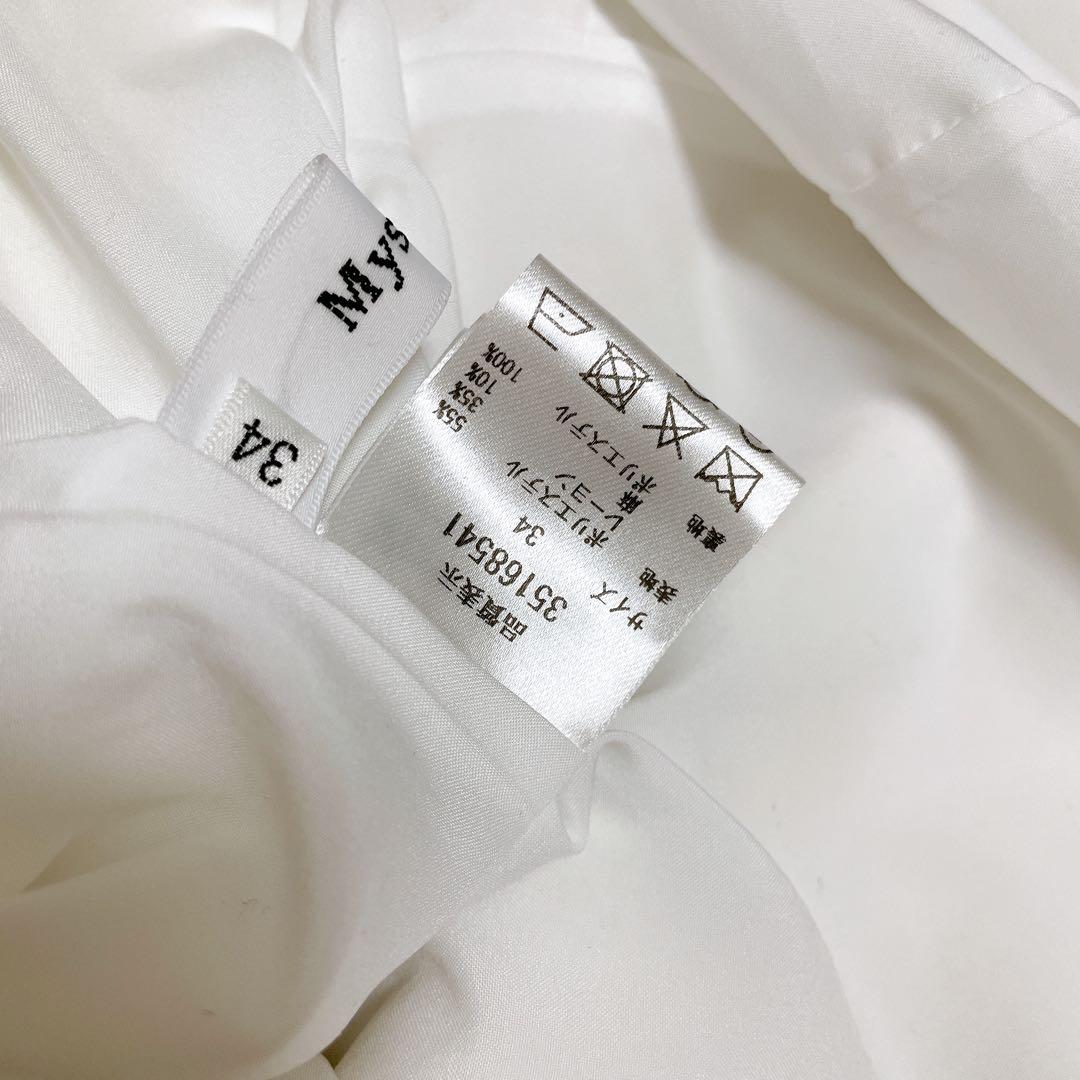 Mys
34
品質表示
35168541
サイズ 34
表地 ポリエステル 55%
レーヨン 35%
麻 10%
裏地 ポリエステル 100%